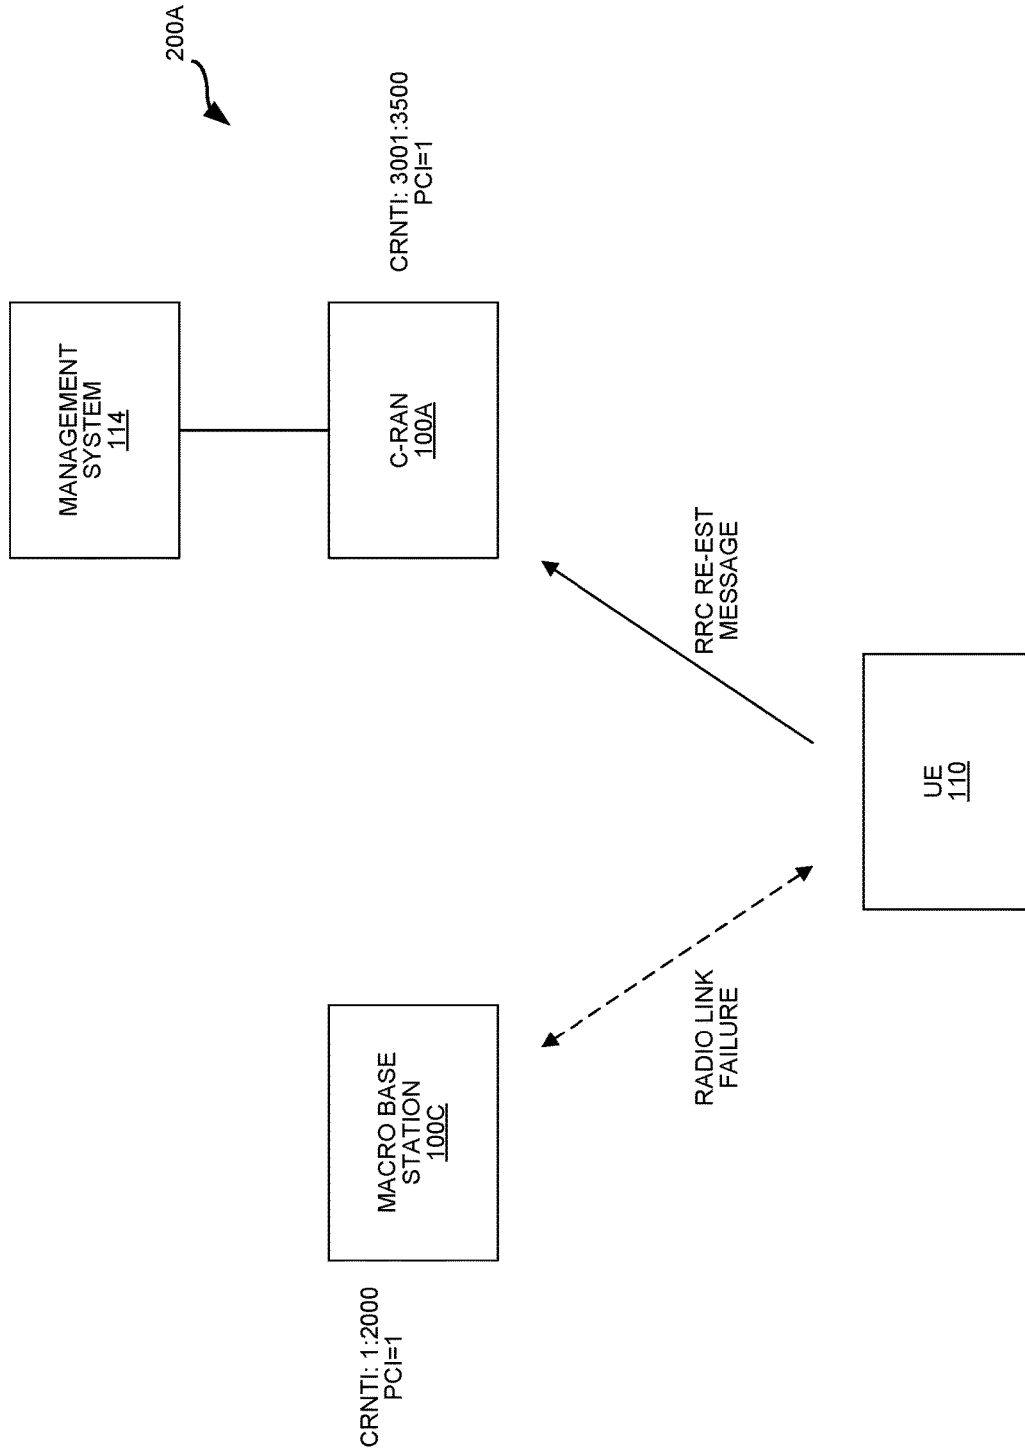 200A
MANAGEMENT
SYSTEM
114
CRNTI: 1:2000
PCI=1
MACRO BASE
STATION
100C
C-RAN
100A
CRNTI: 3001:3500
PCI=1
RADIO LINK
FAILURE
RRC RE-EST
MESSAGE
UE
110